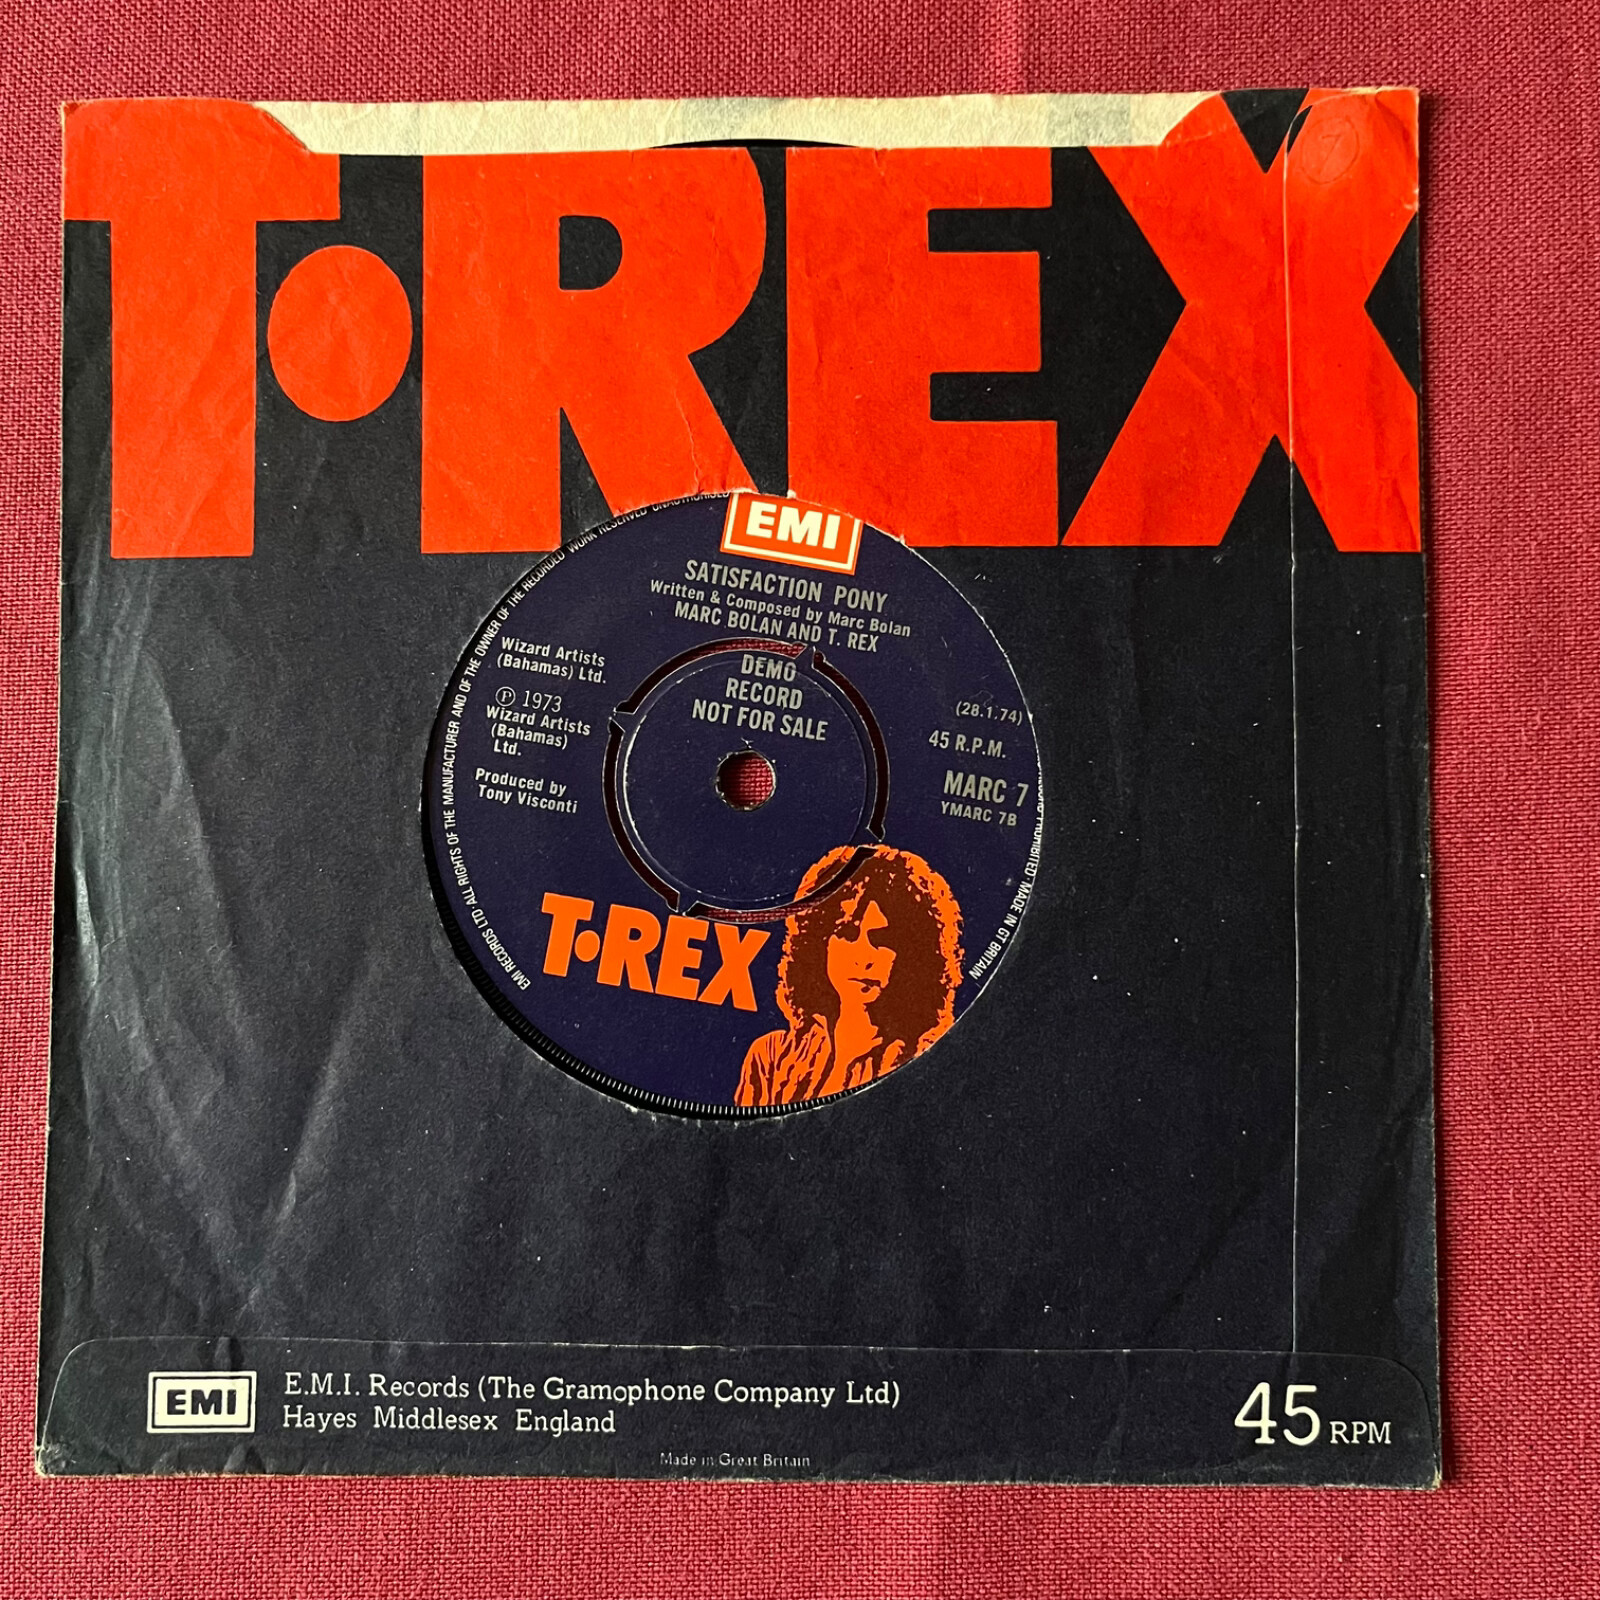 T·REX
7
EMI
SATISFACTION PONY
Written & Composed by Marc Bolan
MARC BOLAN AND T. REX
DEMO
RECORD
NOT FOR SALE
Wizard Artists
(Bahamas) Ltd.
Ⓟ 1973
Wizard Artists
(Bahamas)
Ltd.
Produced by
Tony Visconti
(28.1.74)
45 R.P.M.
MARC 7
YMARC 7B
T·REX
EMI RECORDS LTD·ALL RIGHTS OF THE MANUFACTURER AND OF THE OWNER OF THE RECORDED WORK RESERVED UNAUTHORISED
PROHIBITED·MADE IN GT BRITAIN
EMI
E.M.I. Records (The Gramophone Company Ltd)
Hayes Middlesex England
45 RPM
Made in Great Britain